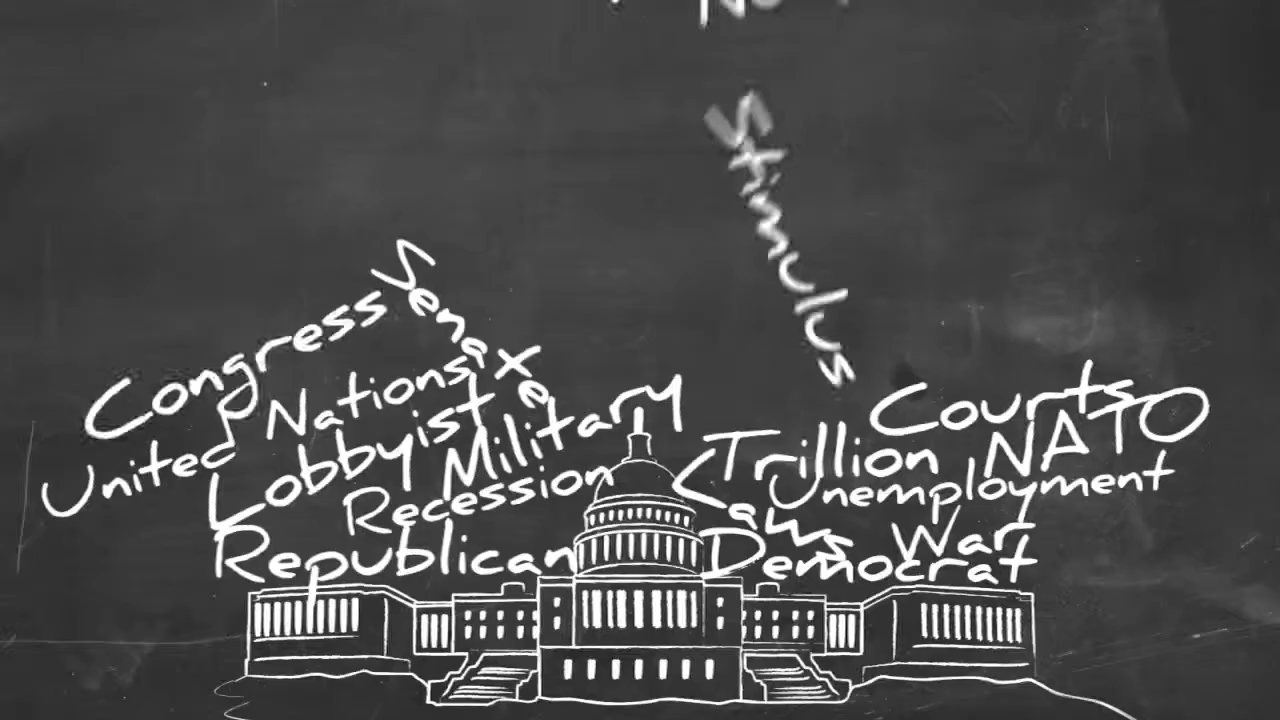 Stimulus
Senate
Congress
United Nations
Lobbyist
Military
Recession
Republican
Courts
Trillion
NATO
Unemployment
Laws
War
Democrat